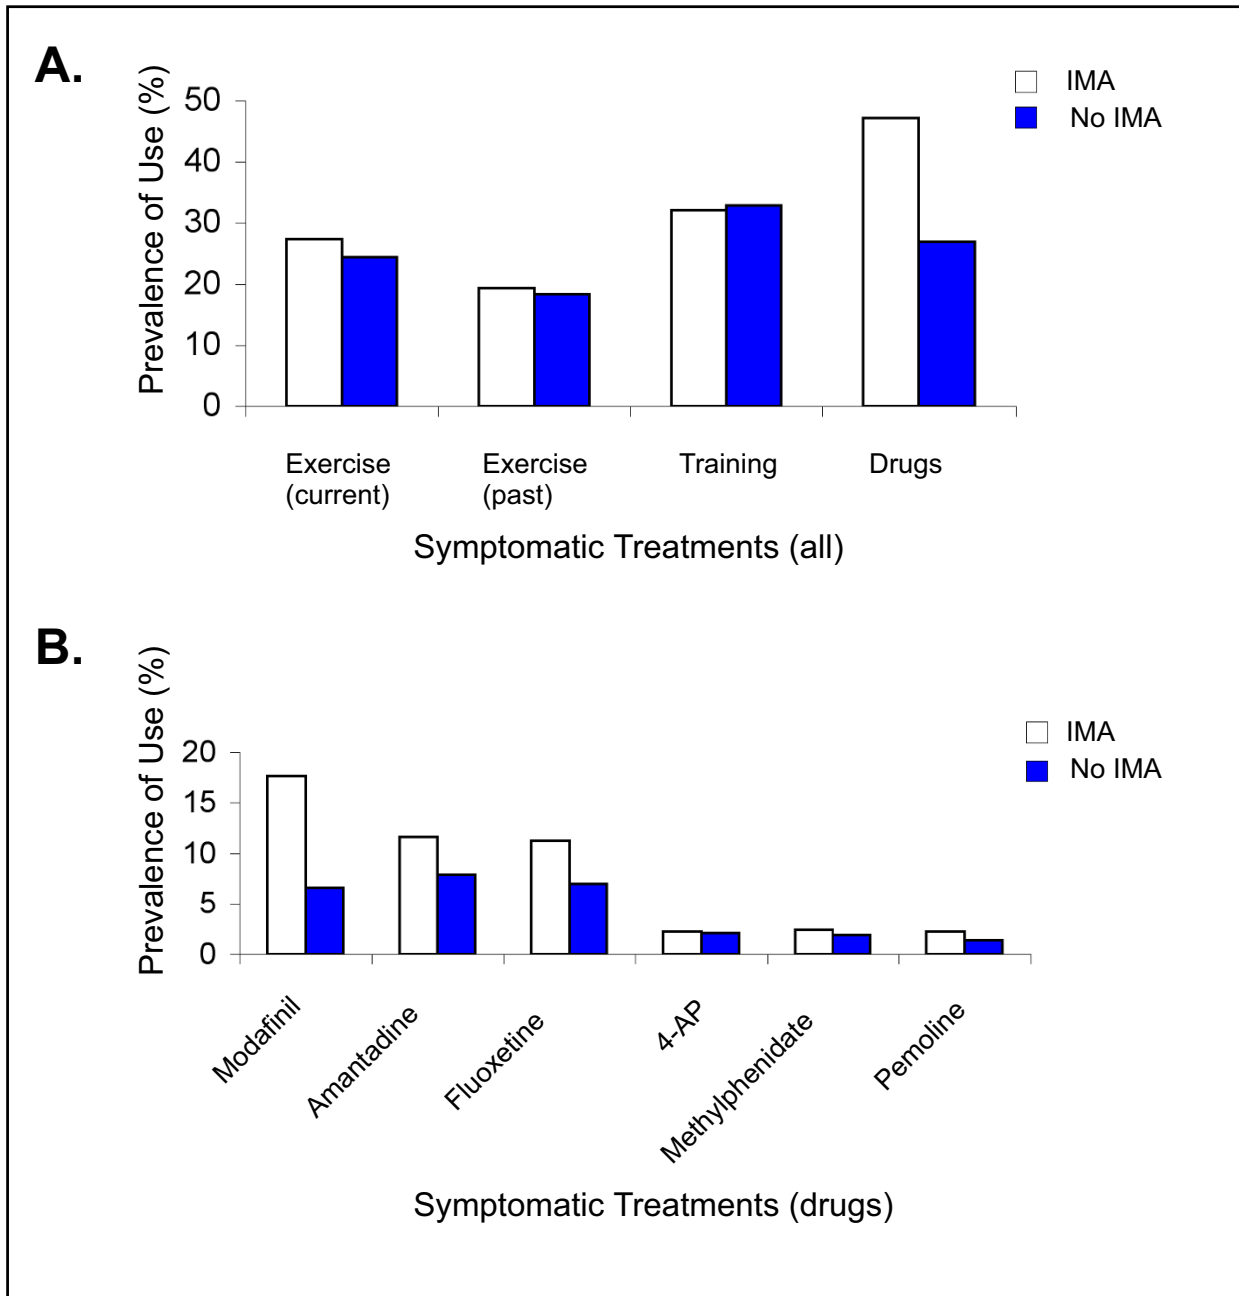 A.
Prevalence of Use (%)
50
40
30
20
10
0
IMA
No IMA
Exercise
(current)
Exercise
(past)
Training
Drugs
Symptomatic Treatments (all)
B.
Prevalence of Use (%)
20
15
10
5
0
IMA
No IMA
Modafinil
Amantadine
Fluoxetine
4-AP
Methylphenidate
Pemoline
Symptomatic Treatments (drugs)